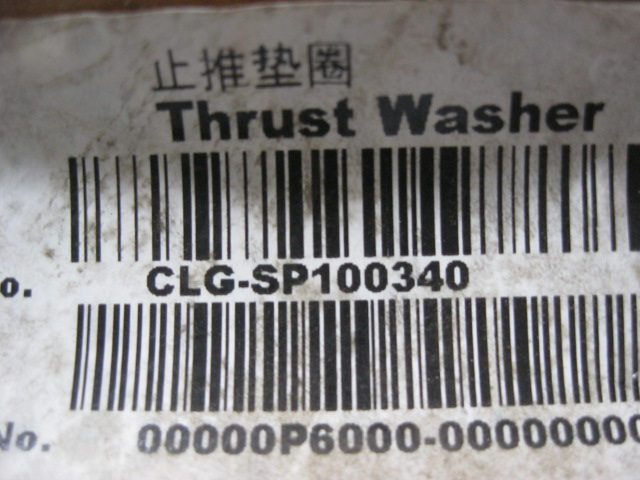 止推垫圈
Thrust Washer
o. CLG-SP100340
No. 00000P6000-00000000